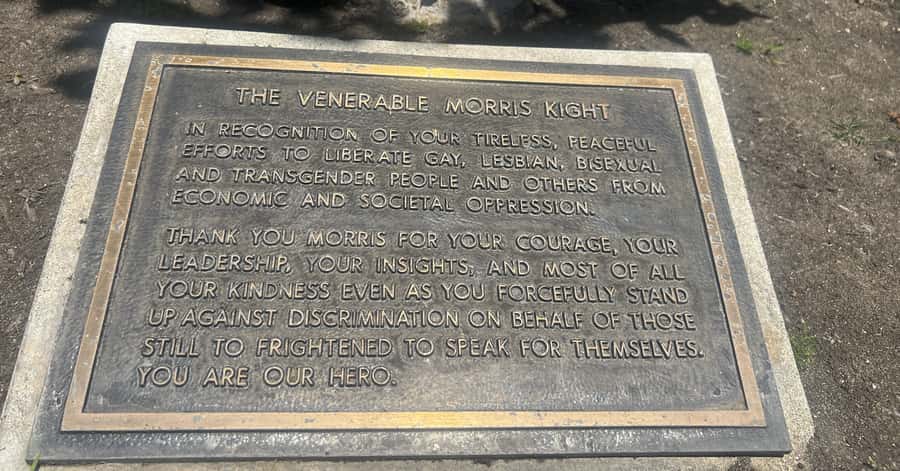 THE VENERABLE MORRIS KIGHT
IN RECOGNITION OF YOUR TIRELESS, PEACEFUL
EFFORTS TO LIBERATE GAY, LESBIAN, BISEXUAL
AND TRANSGENDER PEOPLE AND OTHERS FROM
ECONOMIC AND SOCIETAL OPPRESSION.
THANK YOU MORRIS FOR YOUR COURAGE, YOUR
LEADERSHIP, YOUR INSIGHTS, AND MOST OF ALL
YOUR KINDNESS EVEN AS YOU FORCEFULLY STAND
UP AGAINST DISCRIMINATION ON BEHALF OF THOSE
STILL TO FRIGHTENED TO SPEAK FOR THEMSELVES.
YOU ARE OUR HERO.